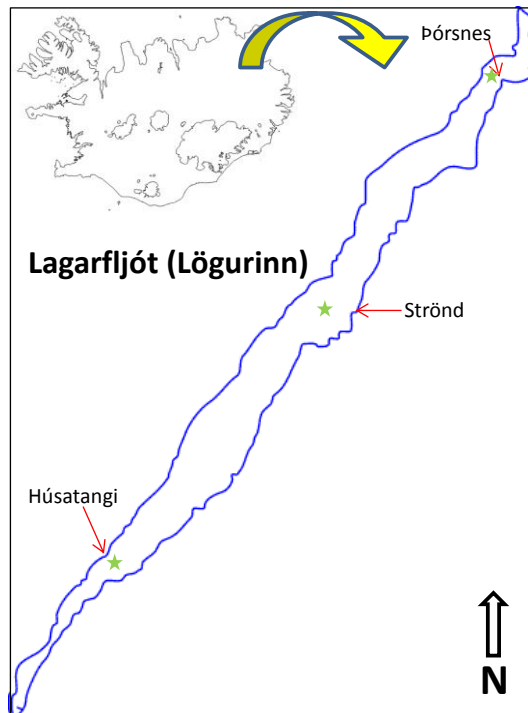 Þórsnes
Lagarfljót (Lögurinn)
Strönd
Húsatangi
N